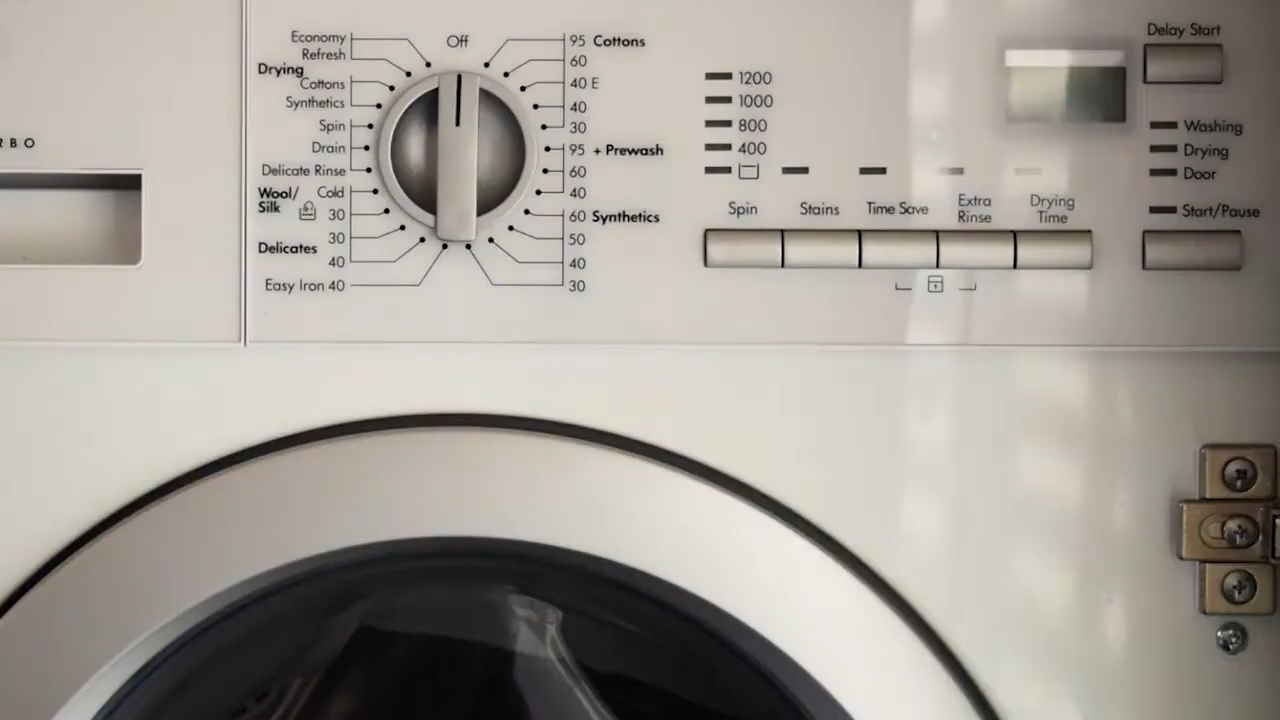 RBO
Off
Economy
Refresh
Drying
Cottons
Synthetics
Spin
Drain
Delicate Rinse
Wool/ Cold
Silk 30
30
Delicates
40
Easy Iron 40
95 Cottons
60
40 E
40
30
95 + Prewash
60
40
60 Synthetics
50
40
30
1200
1000
800
400
Spin
Stains
Time Save
Extra
Rinse
Drying
Time
Delay Start
Washing
Drying
Door
Start/Pause